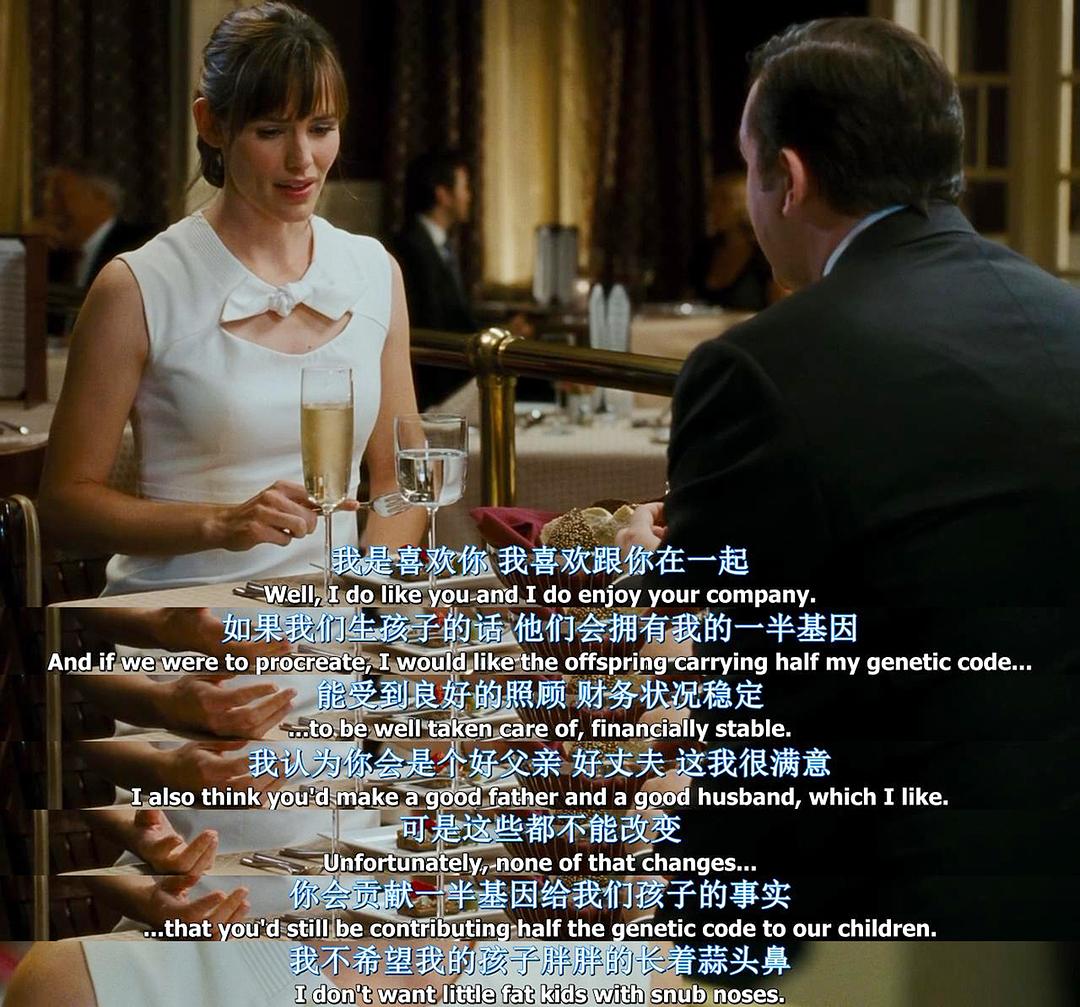 我是喜欢你 我喜欢跟你在一起
Well, I do like you and I do enjoy your company.
如果我们生孩子的话 他们会拥有我的一半基因
And if we were to procreate, I would like the offspring carrying half my genetic code...
能受到良好的照顾 财务状况稳定
...to be well taken care of, financially stable.
我认为你会是个好父亲 好丈夫 这我很满意
I also think you'd make a good father and a good husband, which I like.
可是这些都不能改变
Unfortunately, none of that changes...
你会贡献一半基因给我们孩子的事实
...that you'd still be contributing half the genetic code to our children.
我不希望我的孩子胖胖的长着蒜头鼻
I don't want little fat kids with snub noses.